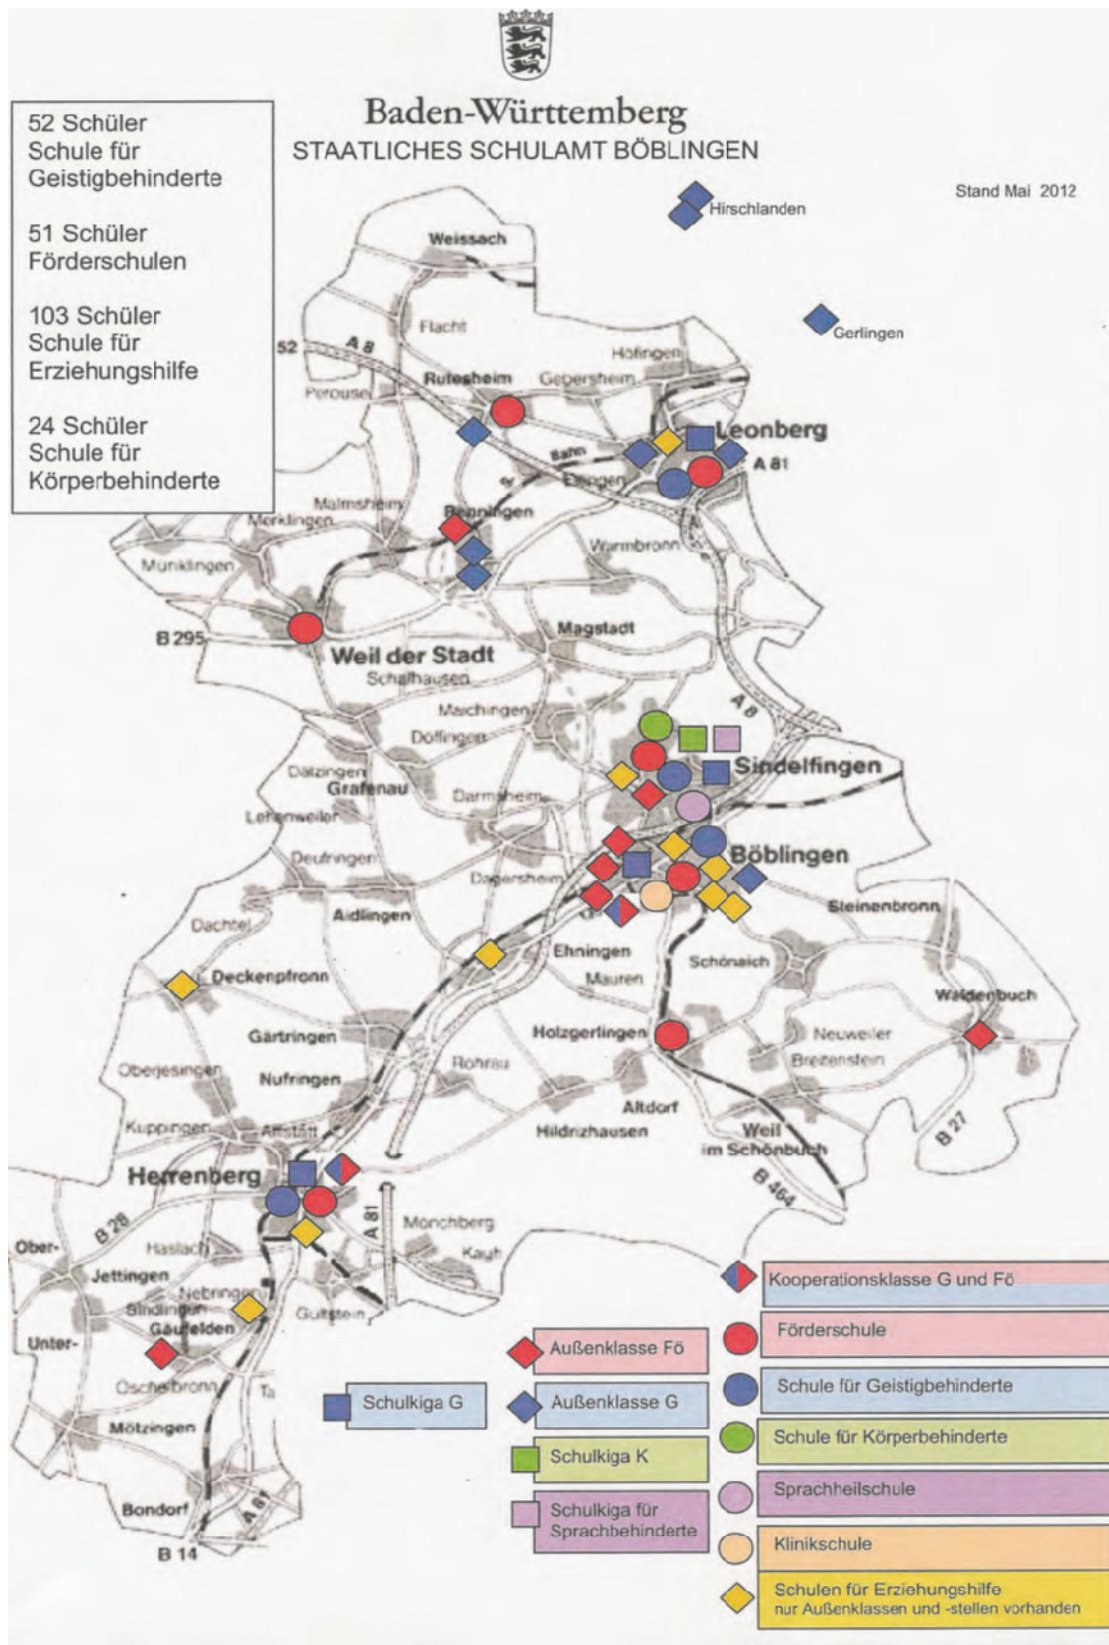 Baden-Württemberg
STAATLICHES SCHULAMT BÖBLINGEN
Stand Mai 2012
52 Schüler
Schule für
Geistigbehinderte
51 Schüler
Förderschulen
103 Schüler
Schule für
Erziehungshilfe
24 Schüler
Schule für
Körperbehinderte
Hirschlanden
Weissach
Gerlingen
Flacht
52
A 8
Höfingen
Rutesheim
Gebersheim
Perouse
Leonberg
Bahn
A 81
Malmsheim
Renningen
Merklingen
Warmbronn
Münklingen
B 295
Magstadt
Weil der Stadt
Schafhausen
A 8
Maichingen
Döffingen
Sindelfingen
Dätzingen
Grafenau
Darmsheim
Lehenweiler
Böblingen
Deufringen
Dagersheim
Steinenbronn
Aidlingen
Dachtel
Ehningen
Schönaich
Deckenpfronn
Mauren
Waldenbuch
Gärtringen
Holzgerlingen
Neuweiler
Rohrau
Breitenstein
Oberjesingen
Nufringen
Altdorf
Kuppingen
Affstätt
Hildrizhausen
Weil
im Schönbuch
B 27
Herrenberg
B 464
B 28
A 81
Mönchberg
Ober-
Haslach
Kayh
Jettingen
Nebringen
Sindlingen
Gültstein
Unter-
Gäufelden
Öschelbronn
Ta
Mötzingen
Bondorf
A 81
B 14
Kooperationsklasse G und Fö
Außenklasse Fö
Förderschule
Schulkiga G
Außenklasse G
Schule für Geistigbehinderte
Schulkiga K
Schule für Körperbehinderte
Schulkiga für
Sprachbehinderte
Sprachheilschule
Klinikschule
Schulen für Erziehungshilfe
nur Außenklassen und -stellen vorhanden